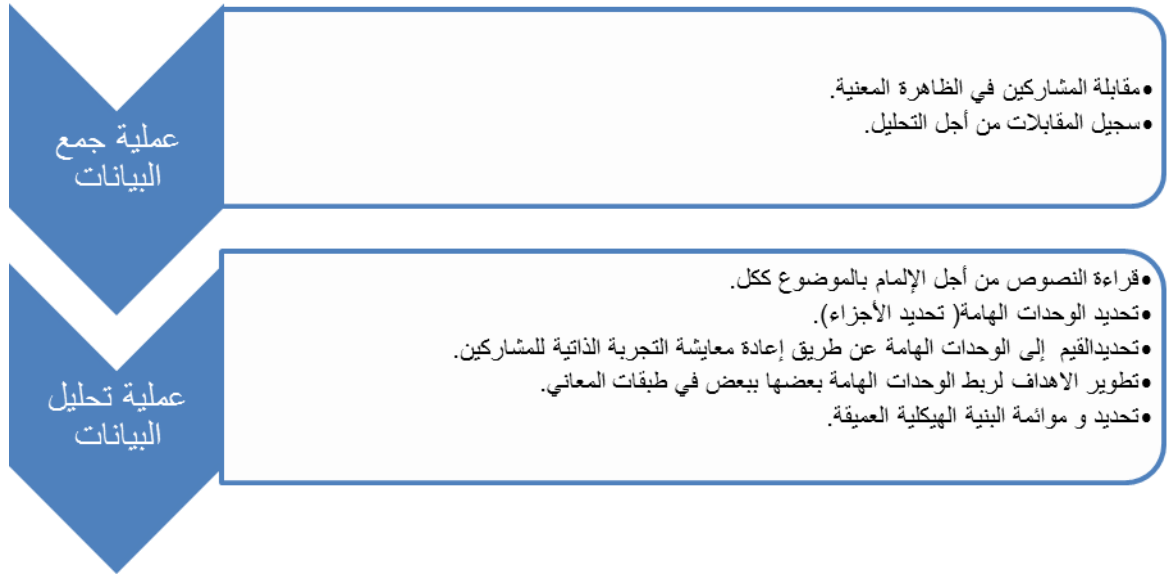 عملية جمع
البيانات
•مقابلة المشاركين في الظاهرة المعنية.
•سجيل المقابلات من أجل التحليل.
عملية تحليل
البيانات
•قراءة النصوص من أجل الإلمام بالموضوع ككل.
•تحديد الوحدات الهامة( تحديد الأجزاء).
•تحديدالقيم إلى الوحدات الهامة عن طريق إعادة معايشة التجربة الذاتية للمشاركين.
•تطوير الاهداف لربط الوحدات الهامة بعضها ببعض في طبقات المعاني.
•تحديد و موائمة البنية الهيكلية العميقة.